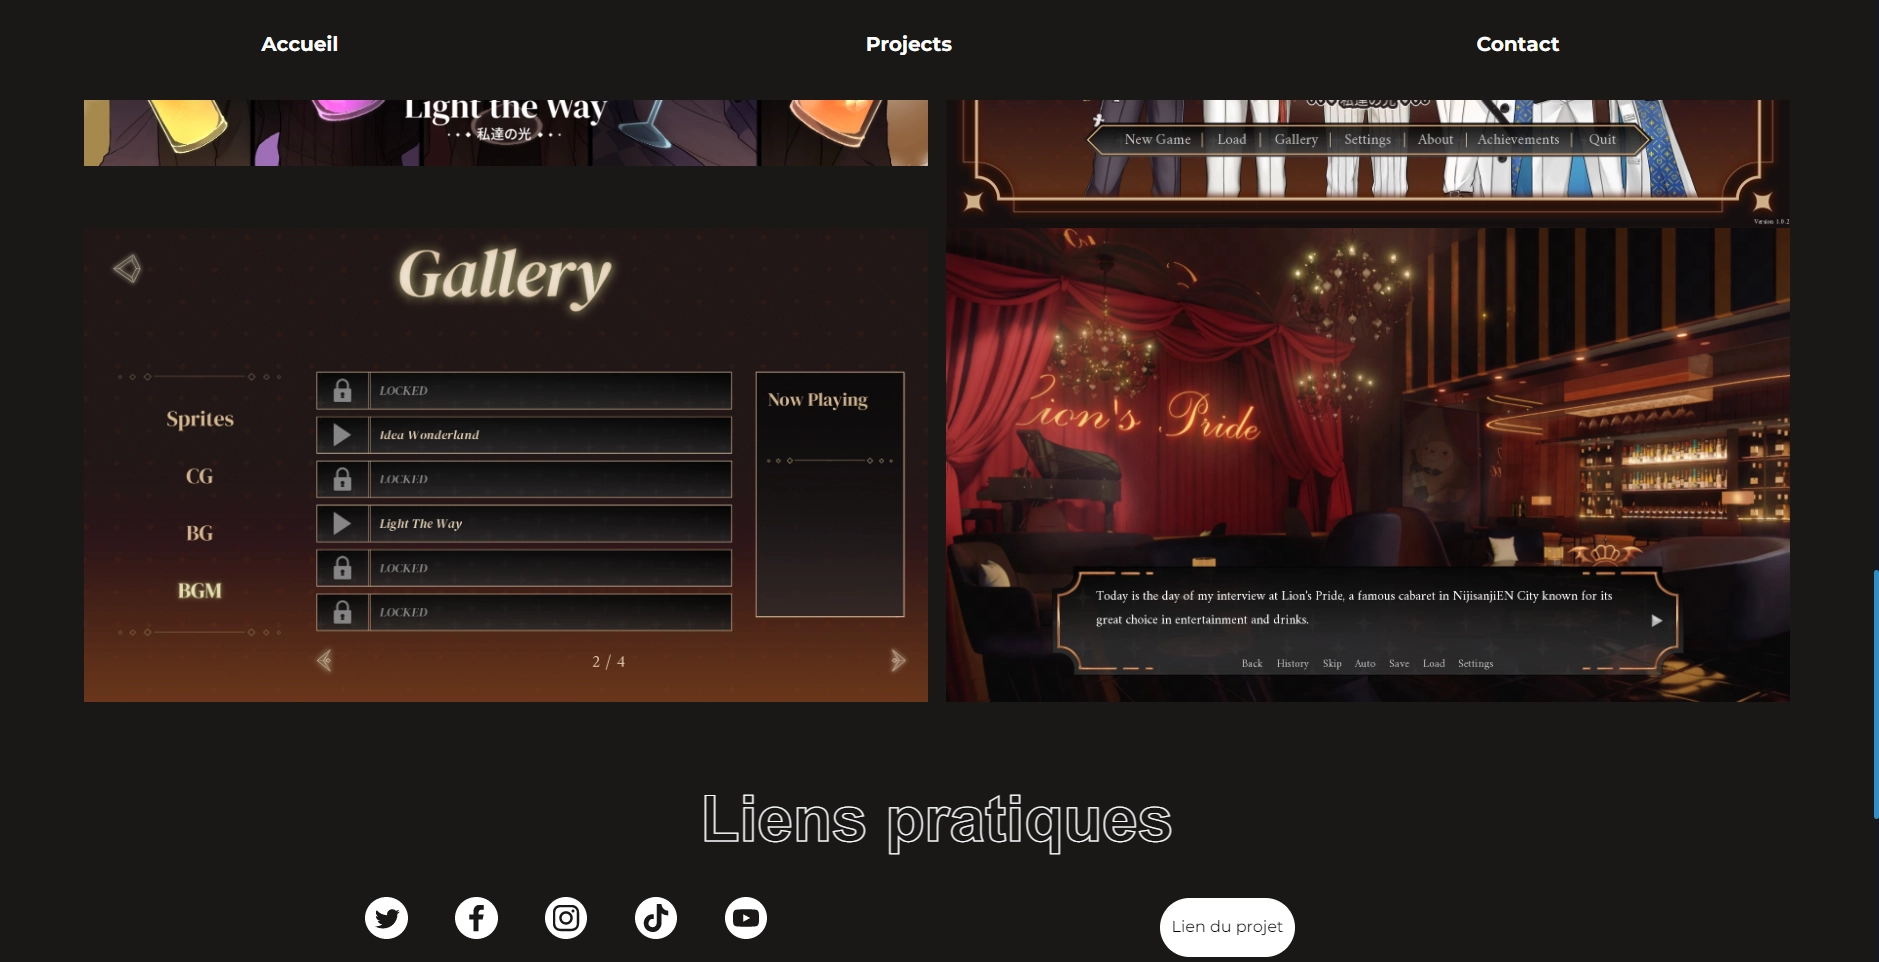 Accueil
Projects
Contact
Light the Way
私達の光
New Game | Load | Gallery | Settings | About | Achievements | Quit
Version 1.0.2
Gallery
Sprites
CG
BG
BGM
LOCKED
Idea Wonderland
LOCKED
Light The Way
LOCKED
LOCKED
2 / 4
Now Playing
Lion's Pride
Today is the day of my interview at Lion's Pride, a famous cabaret in NijisanjiEN City known for its
great choice in entertainment and drinks.
Back History Skip Auto Save Load Settings
Liens pratiques
Lien du projet